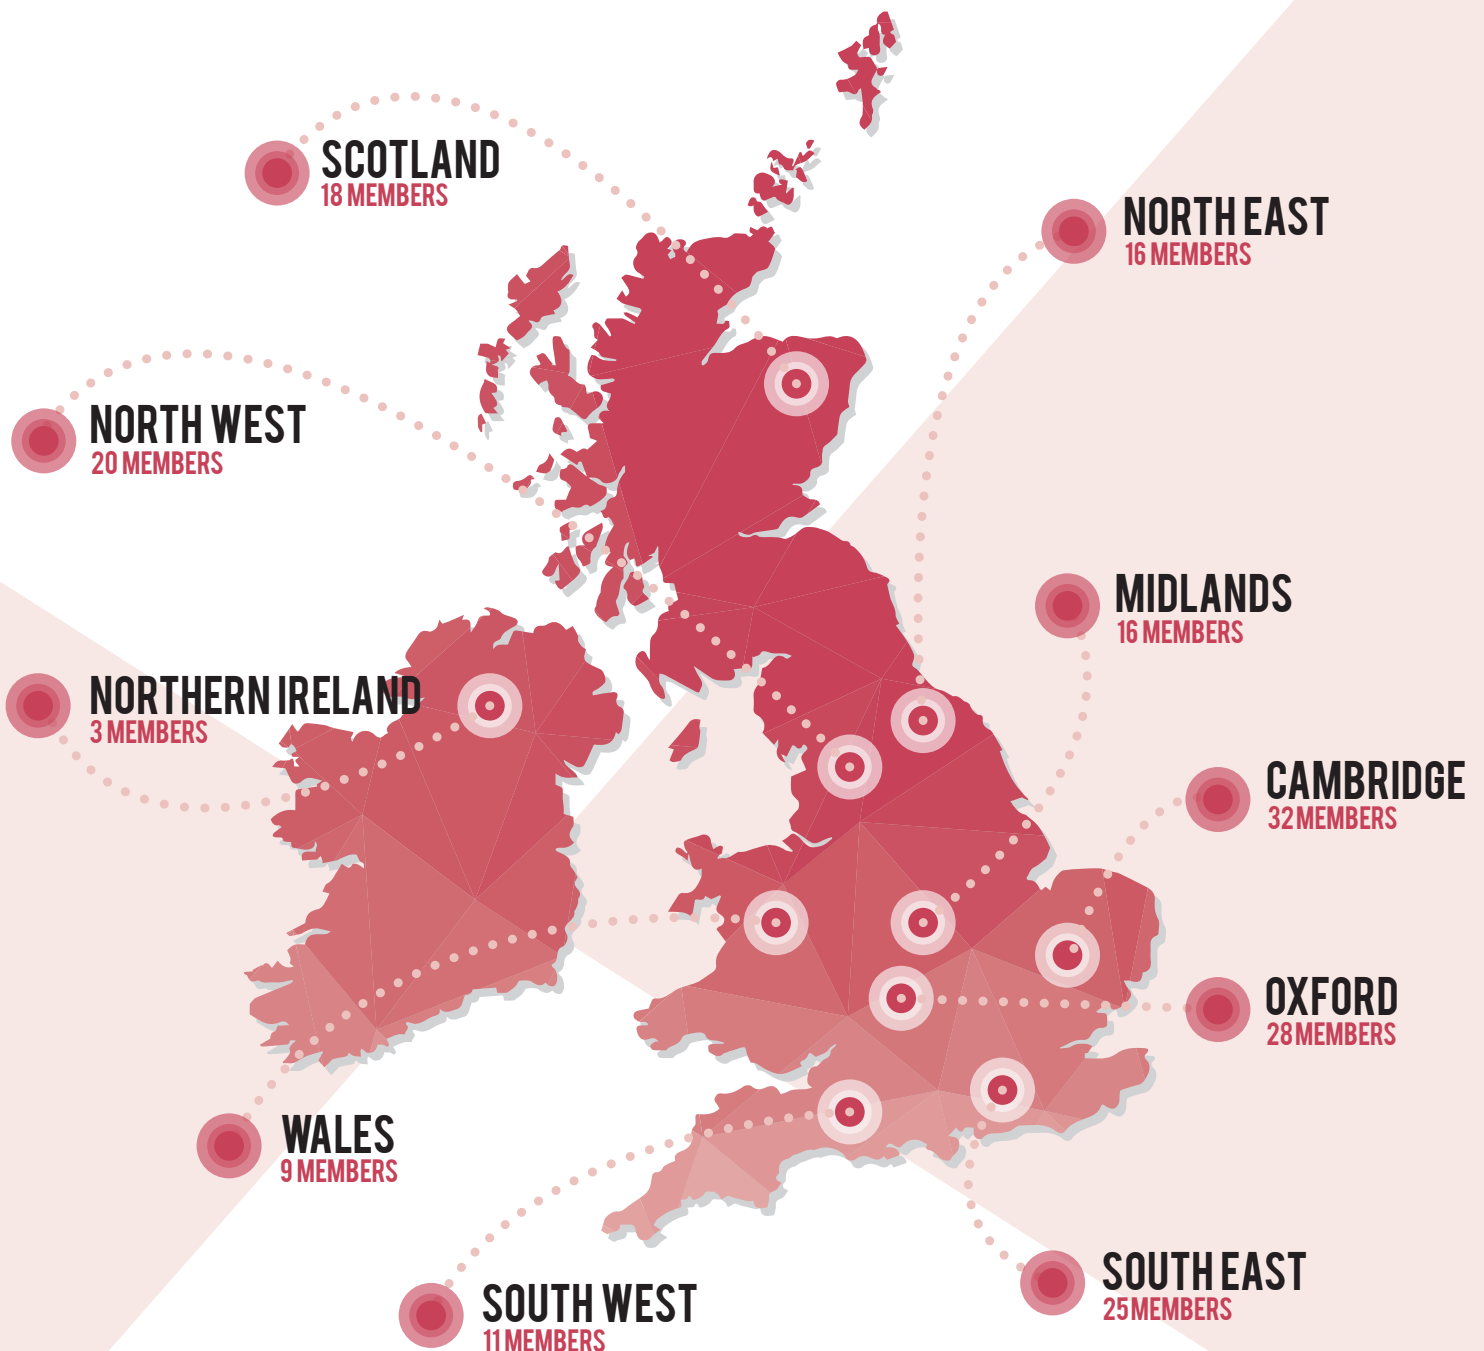 SCOTLAND
18 MEMBERS
NORTH EAST
16 MEMBERS
NORTH WEST
20 MEMBERS
MIDLANDS
16 MEMBERS
NORTHERN IRELAND
3 MEMBERS
CAMBRIDGE
32 MEMBERS
OXFORD
28 MEMBERS
WALES
9 MEMBERS
SOUTH EAST
25 MEMBERS
SOUTH WEST
11 MEMBERS